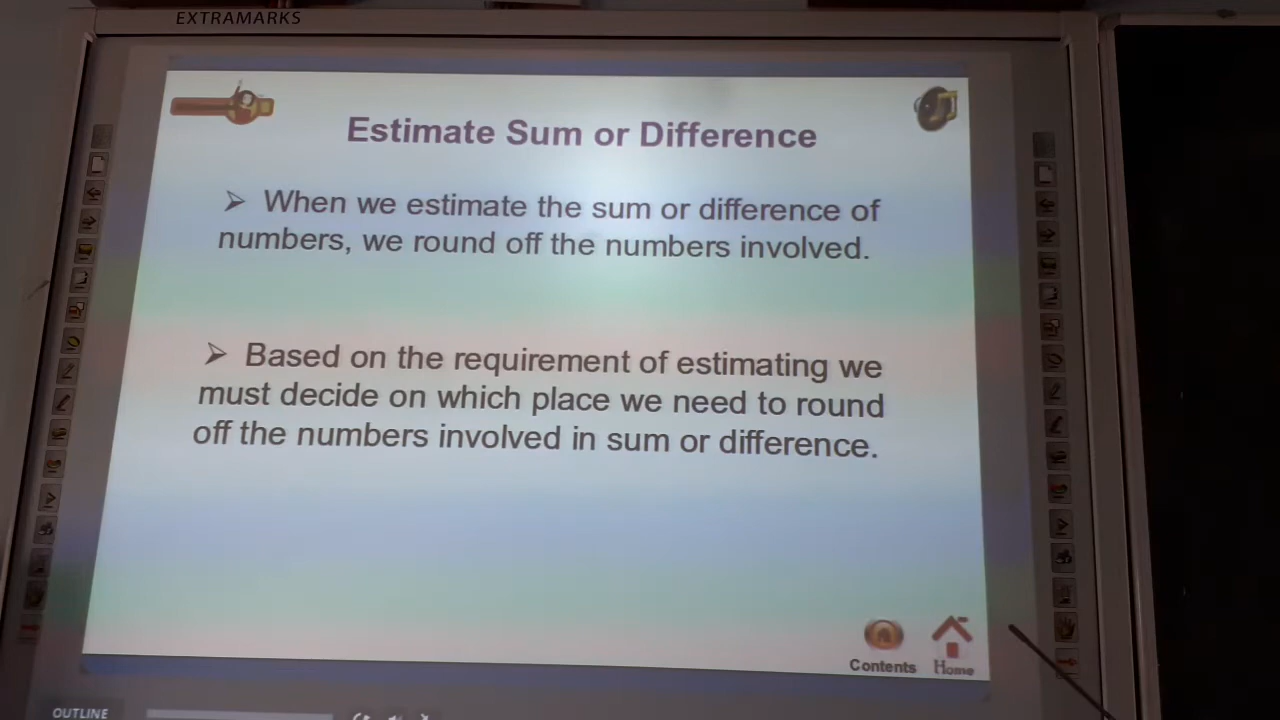 EXTRAMARKS
Estimate Sum or Difference
➢ When we estimate the sum or difference of
numbers, we round off the numbers involved.
➢ Based on the requirement of estimating we
must decide on which place we need to round
off the numbers involved in sum or difference.
Contents Home
OUTLINE